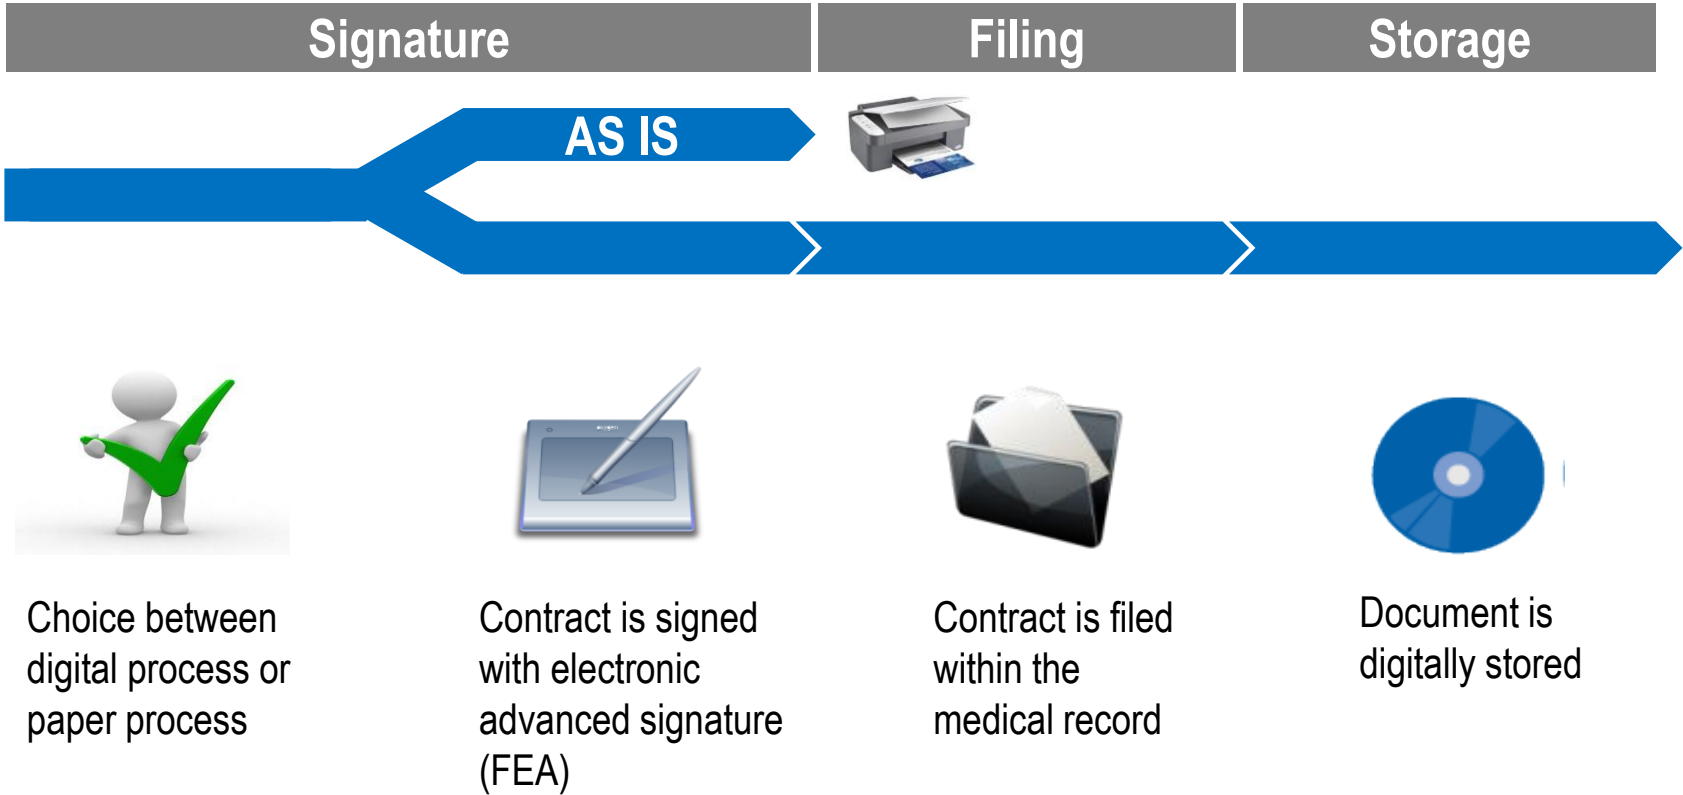 Signature
Filing
Storage
AS IS
Choice between
digital process or
paper process
Contract is signed
with electronic
advanced signature
(FEA)
Contract is filed
within the
medical record
Document is
digitally stored